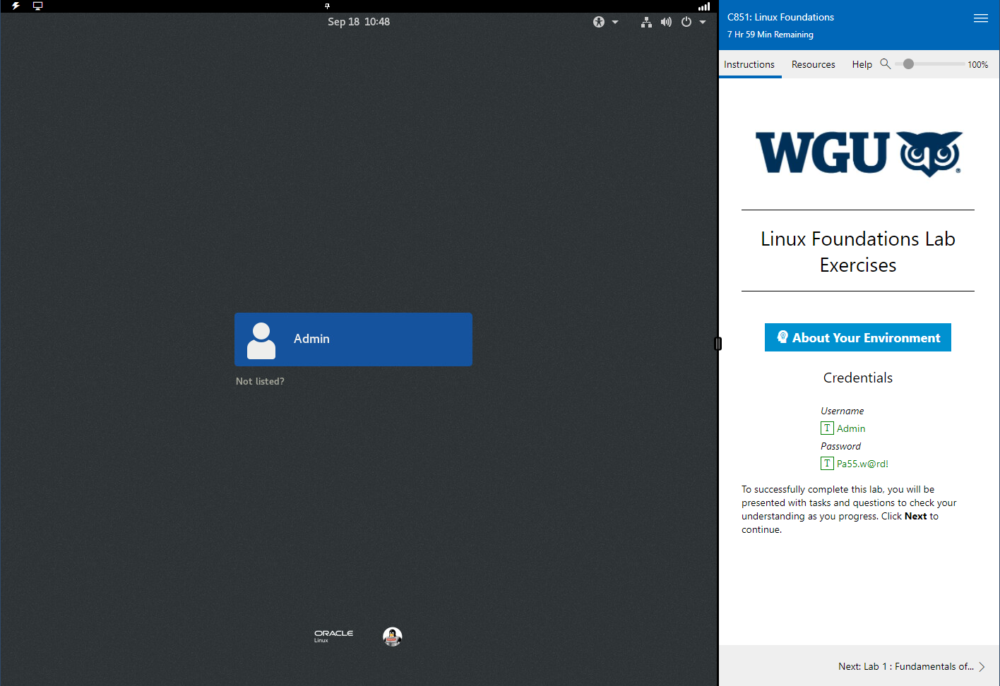 Sep 18 10:48
Admin
Not listed?
ORACLE
Linux
C851: Linux Foundations
7 Hr 59 Min Remaining
Instructions
Resources
Help
100%
WGU
Linux Foundations Lab
Exercises
About Your Environment
Credentials
Username
T Admin
Password
T Pa55.w@rd!
To successfully complete this lab, you will be
presented with tasks and questions to check your
understanding as you progress. Click Next to
continue.
Next: Lab 1 : Fundamentals of...